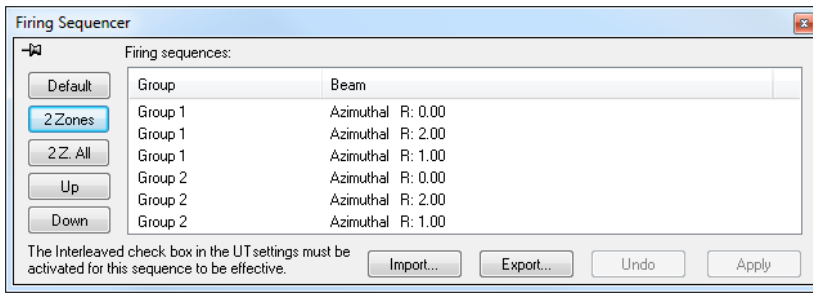 Firing Sequencer
Firing sequences:
Default
2 Zones
2 Z. All
Up
Down
Group Beam
Group 1 Azimuthal R: 0.00
Group 1 Azimuthal R: 2.00
Group 1 Azimuthal R: 1.00
Group 2 Azimuthal R: 0.00
Group 2 Azimuthal R: 2.00
Group 2 Azimuthal R: 1.00
The Interleaved check box in the UT settings must be
activated for this sequence to be effective.
Import... Export... Undo Apply